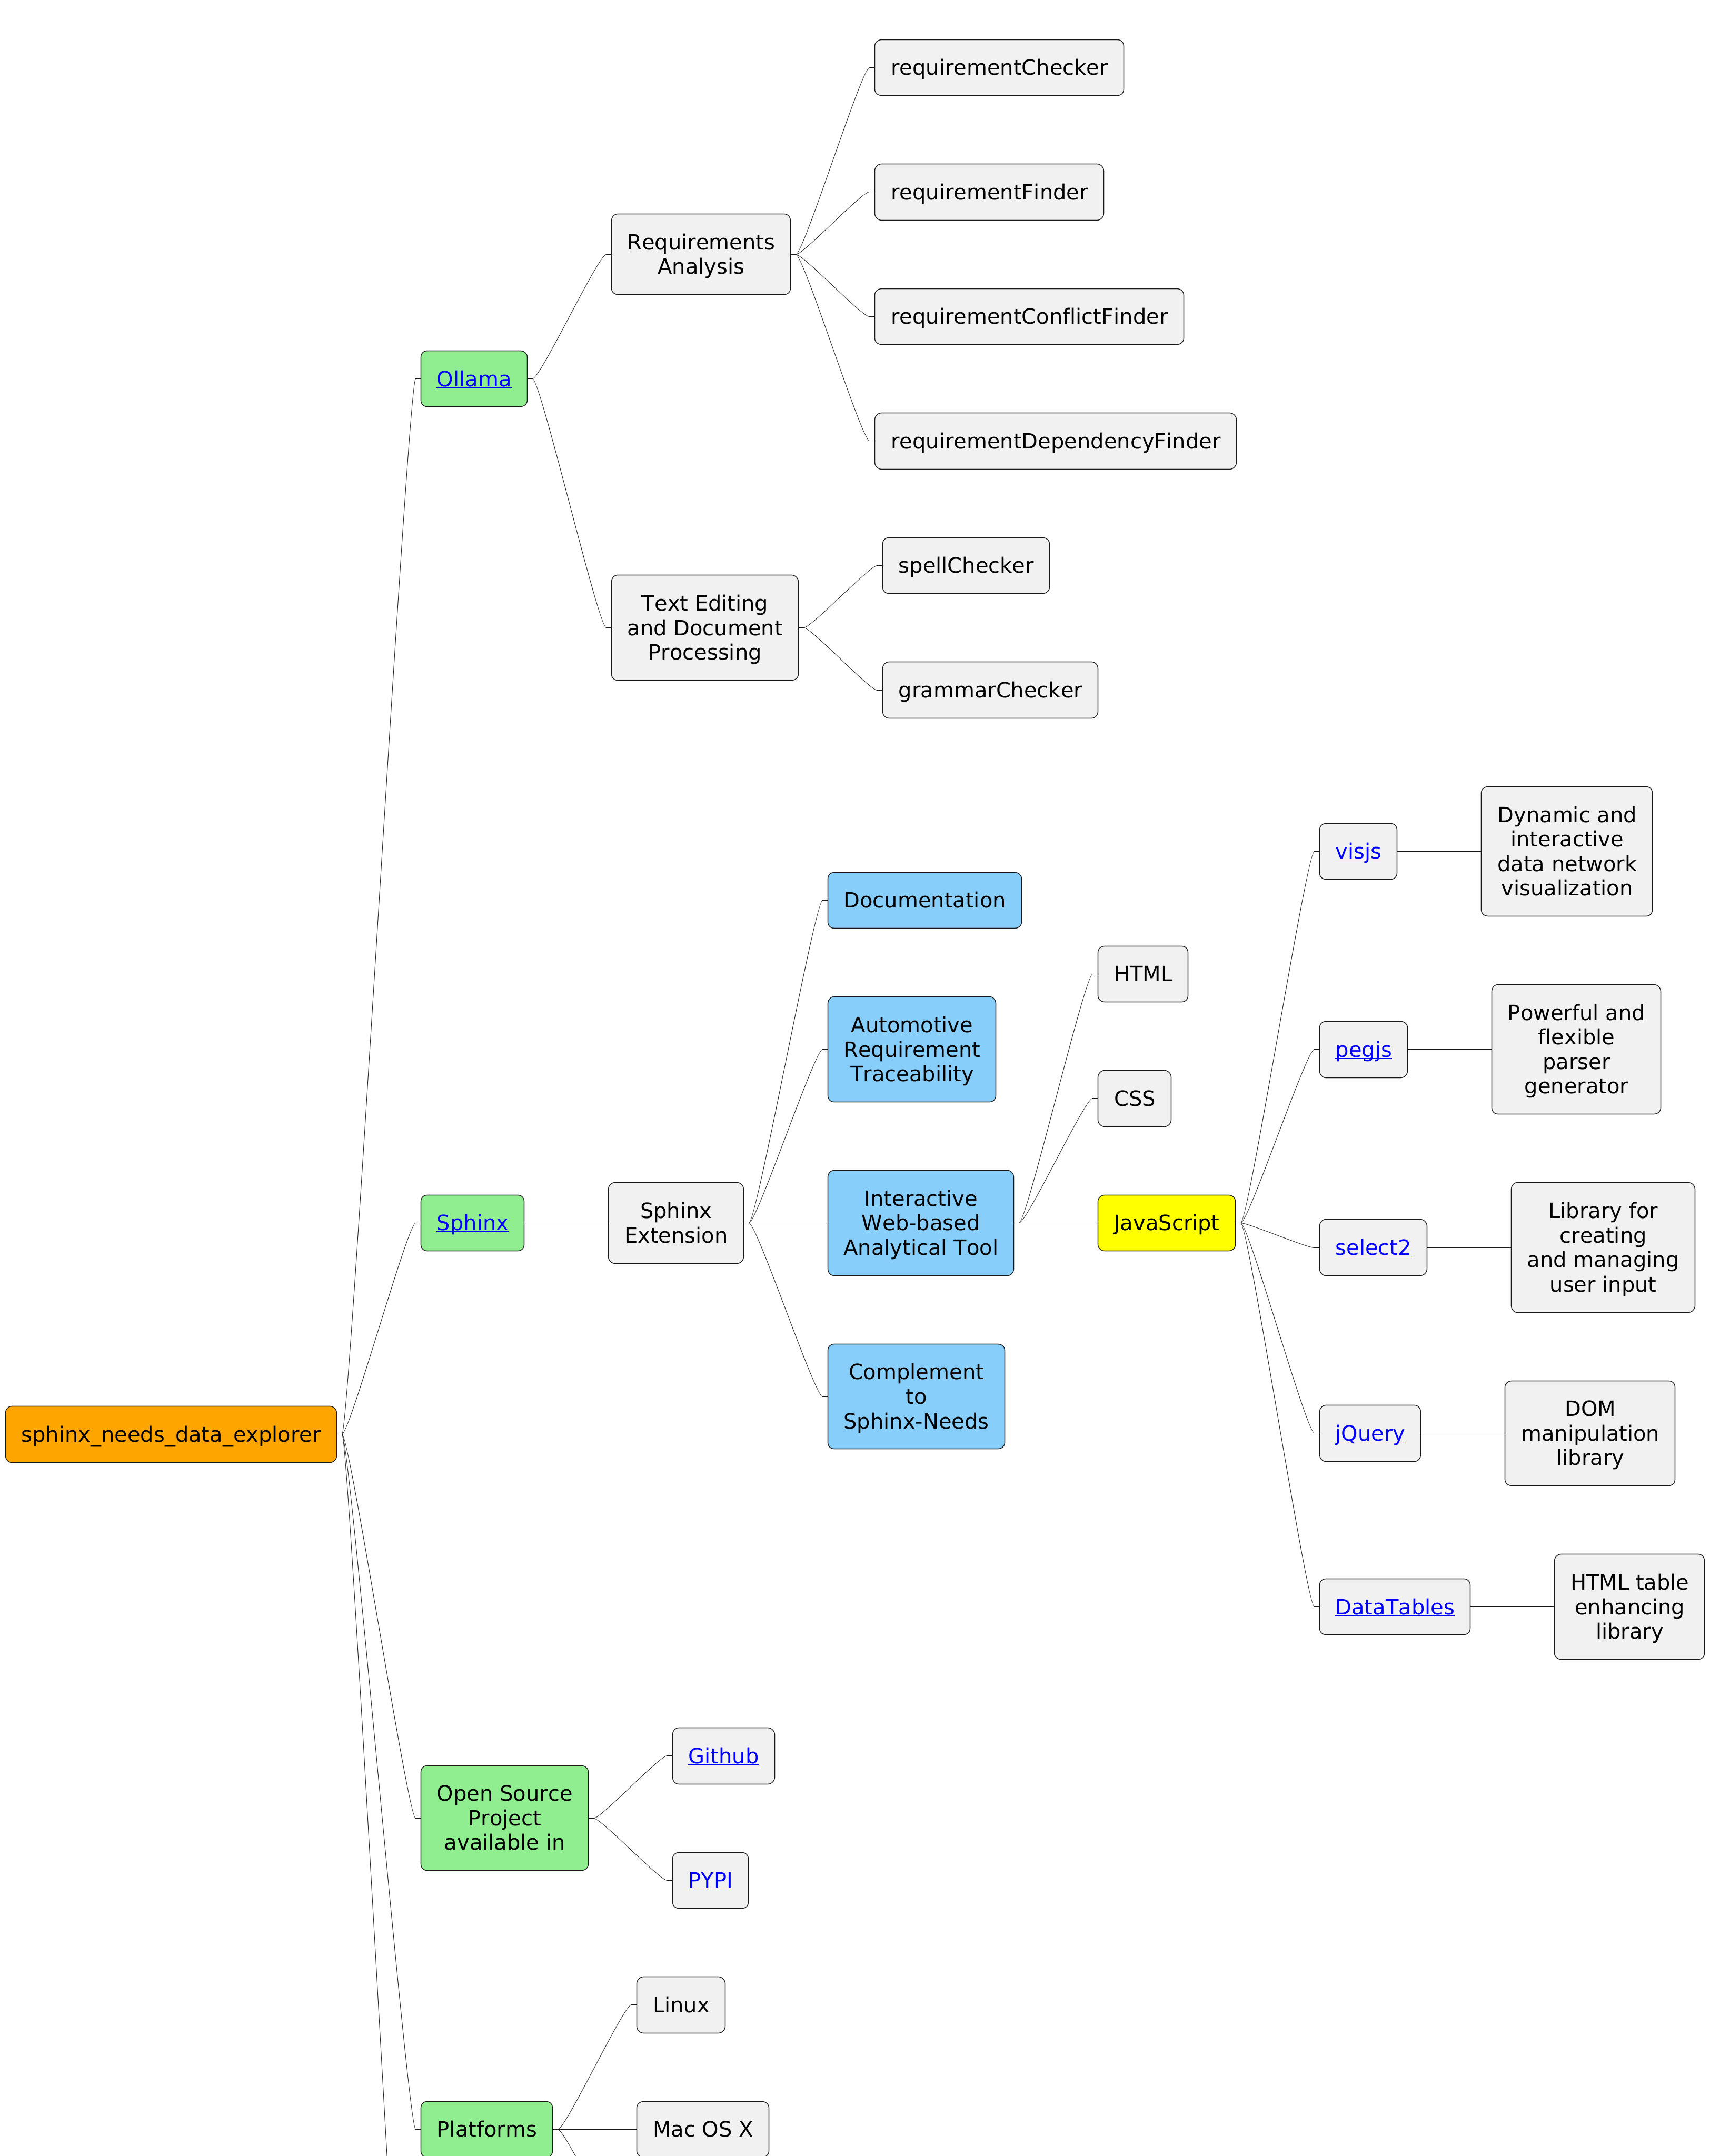 requirementChecker
requirementFinder
Requirements
Analysis
requirementConflictFinder
Ollama
requirementDependencyFinder
spellChecker
Text Editing
and Document
Processing
grammarChecker
Dynamic and
interactive
data network
visualization
visjs
Documentation
HTML
Powerful and
flexible
parser
generator
pegjs
Automotive
Requirement
Traceability
CSS
Sphinx
Sphinx
Extension
Interactive
Web-based
Analytical Tool
JavaScript
select2
Library for
creating
and managing
user input
Complement
to
Sphinx-Needs
sphinx_needs_data_explorer
jQuery
DOM
manipulation
library
DataTables
HTML table
enhancing
library
Github
Open Source
Project
available in
PYPI
Linux
Platforms
Mac OS X